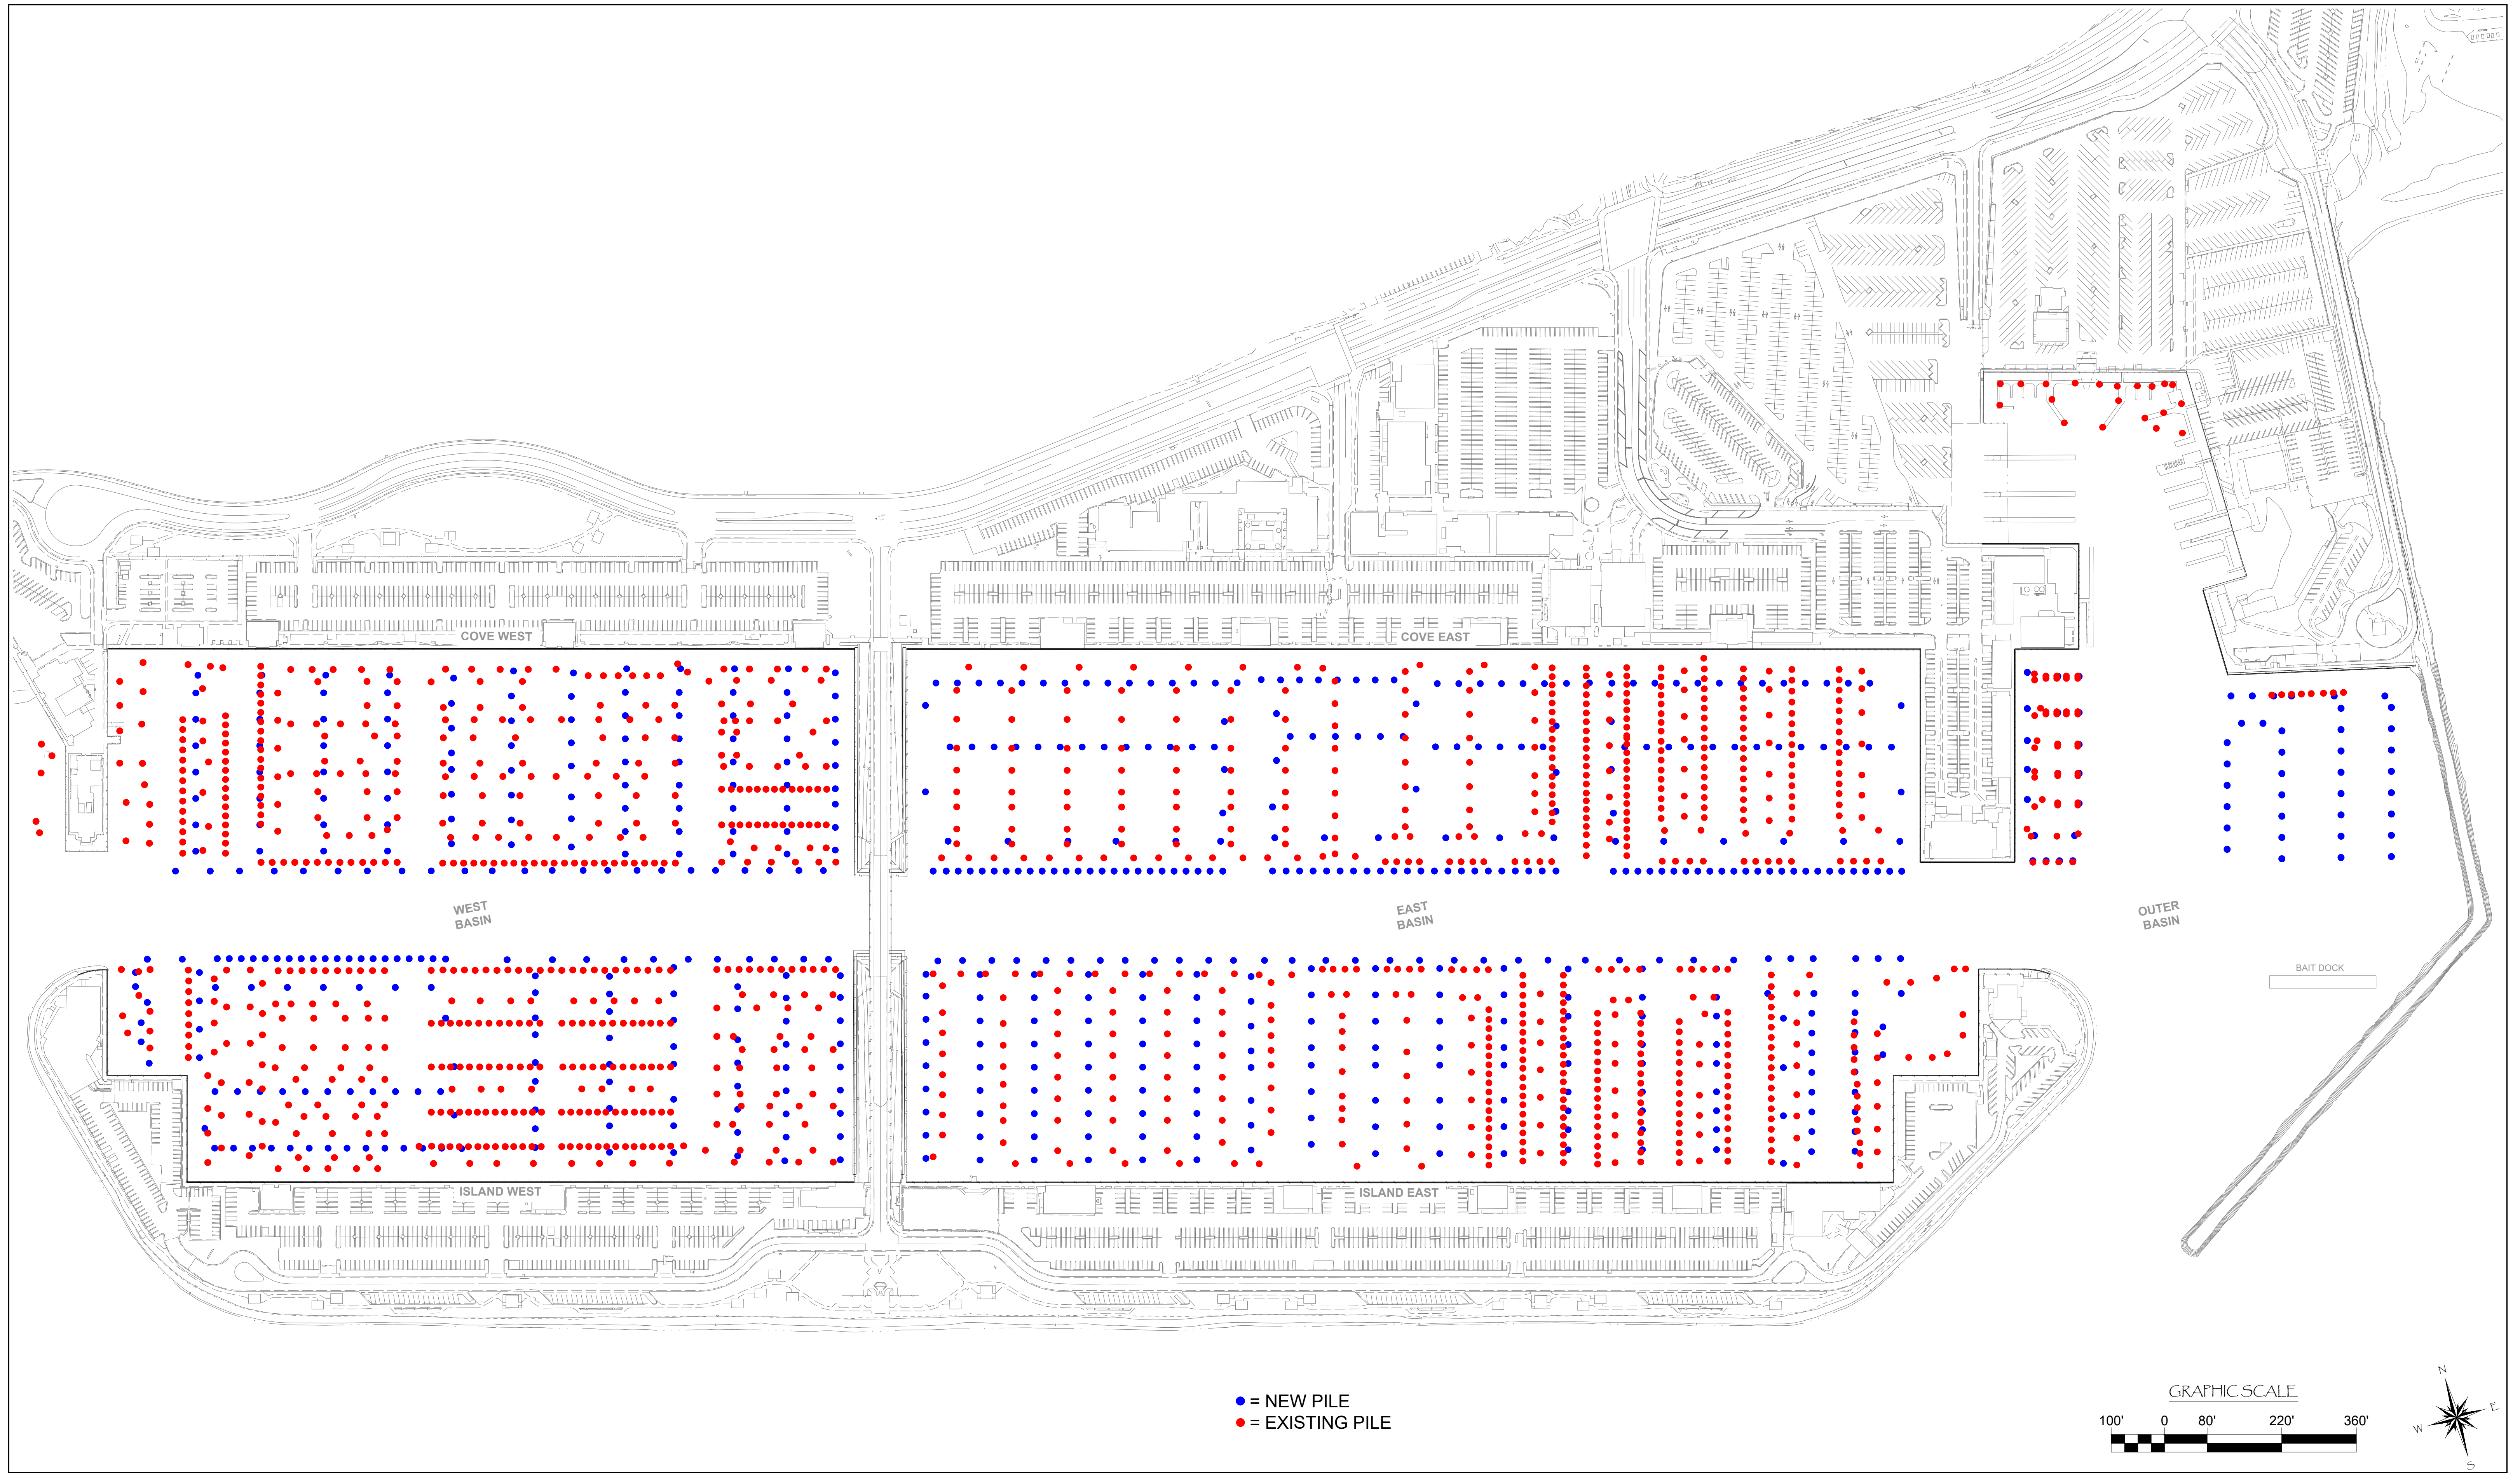 COVE WEST
COVE EAST
WEST
BASIN
EAST
BASIN
OUTER
BASIN
BAIT DOCK
ISLAND WEST
ISLAND EAST
= NEW PILE
= EXISTING PILE
GRAPHIC SCALE
100' 0 80' 220' 360'
N
E
W
S